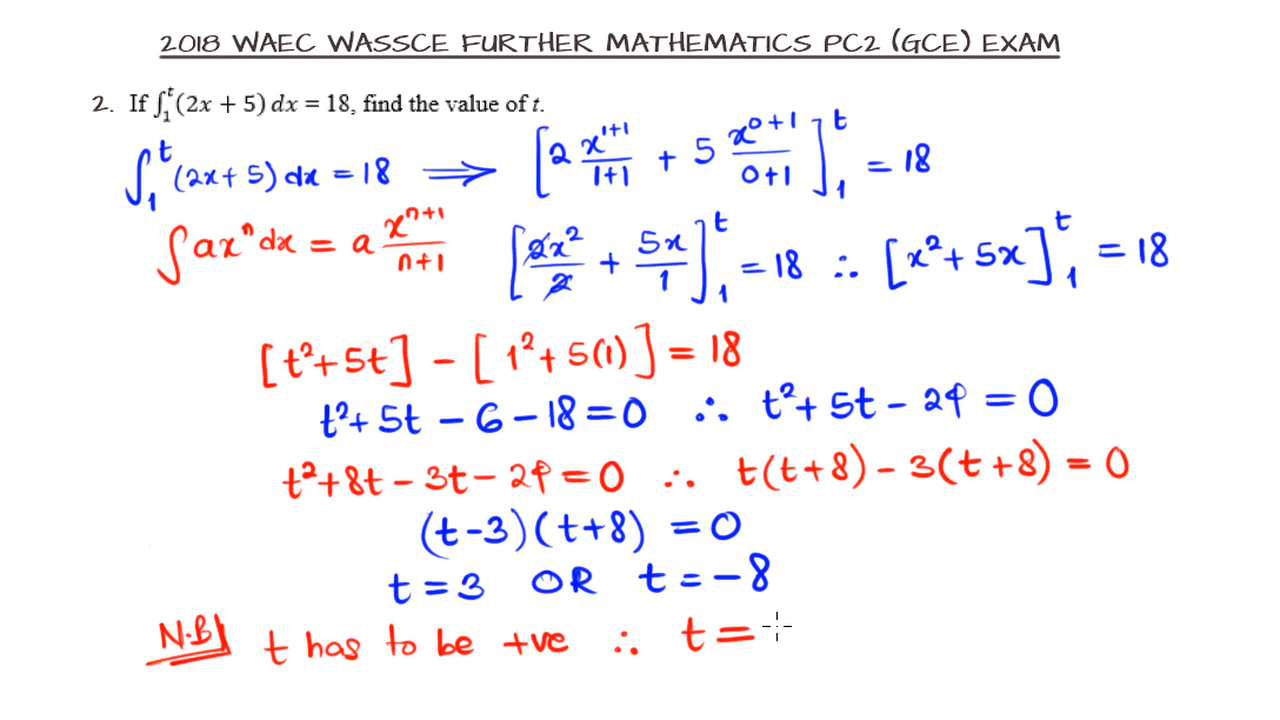 2018 WAEC WASSCE FURTHER MATHEMATICS PC2 (GCE) EXAM
2. If ∫₁ᵗ(2x + 5) dx = 18, find the value of t.
∫₁ᵗ(2x + 5) dx = 18 ⟹ [2 x¹⁺¹/1+1 + 5 x⁰⁺¹/0+1]₁ᵗ = 18
∫axⁿdx = a xⁿ⁺¹/n+1 [2x²/2 + 5x/1]₁ᵗ = 18 ∴ [x² + 5x]₁ᵗ = 18
[t² + 5t] − [1² + 5(1)] = 18
t² + 5t − 6 − 18 = 0 ∴ t² + 5t − 24 = 0
t² + 8t − 3t − 24 = 0 ∴ t(t + 8) − 3(t + 8) = 0
(t − 3)(t + 8) = 0
t = 3 OR t = −8
N.B t has to be +ve ∴ t =